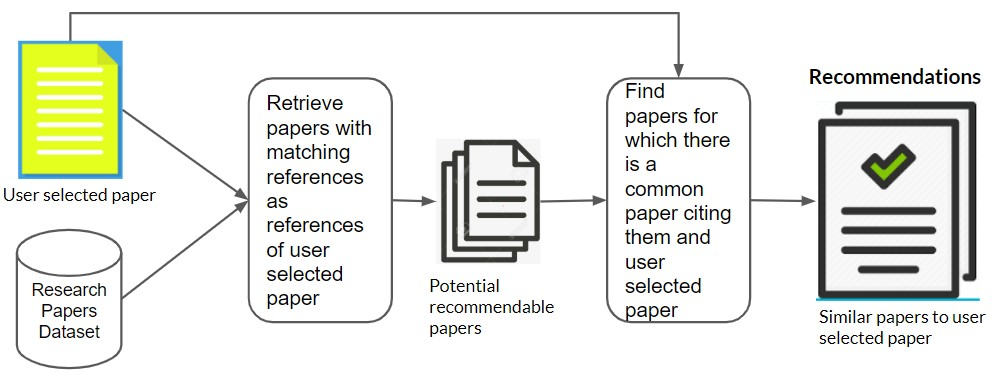 User selected paper
Research
Papers
Dataset
Retrieve
papers with
matching
references
as
references
of user
selected
paper
Potential
recommendable
papers
Find
papers for
which there
is a
common
paper citing
them and
user
selected
paper
Recommendations
Similar papers to user
selected paper